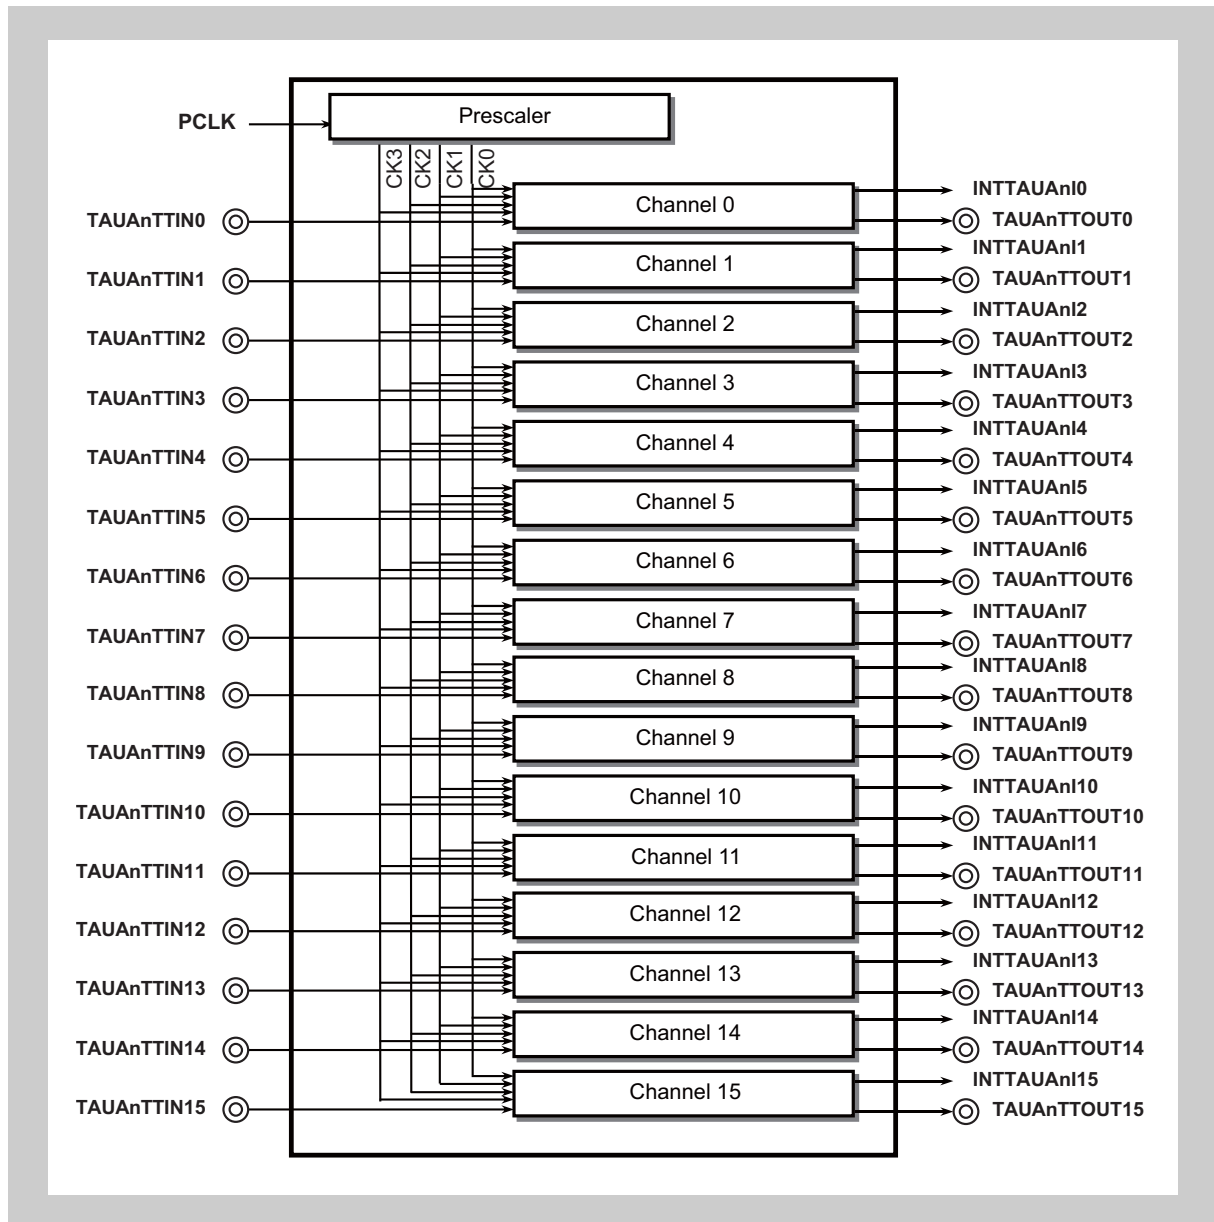 Prescaler
PCLK
CK3
CK2
CK1
CK0
INTTAUAnI0
Channel 0
TAUAnTTIN0
TAUAnTTOUT0
INTTAUAnI1
Channel 1
TAUAnTTIN1
TAUAnTTOUT1
INTTAUAnI2
Channel 2
TAUAnTTIN2
TAUAnTTOUT2
INTTAUAnI3
Channel 3
TAUAnTTIN3
TAUAnTTOUT3
INTTAUAnI4
Channel 4
TAUAnTTIN4
TAUAnTTOUT4
INTTAUAnI5
Channel 5
TAUAnTTIN5
TAUAnTTOUT5
INTTAUAnI6
Channel 6
TAUAnTTIN6
TAUAnTTOUT6
INTTAUAnI7
Channel 7
TAUAnTTIN7
TAUAnTTOUT7
INTTAUAnI8
Channel 8
TAUAnTTIN8
TAUAnTTOUT8
INTTAUAnI9
Channel 9
TAUAnTTIN9
TAUAnTTOUT9
INTTAUAnI10
Channel 10
TAUAnTTIN10
TAUAnTTOUT10
INTTAUAnI11
Channel 11
TAUAnTTIN11
TAUAnTTOUT11
INTTAUAnI12
Channel 12
TAUAnTTIN12
TAUAnTTOUT12
INTTAUAnI13
Channel 13
TAUAnTTIN13
TAUAnTTOUT13
INTTAUAnI14
Channel 14
TAUAnTTIN14
TAUAnTTOUT14
INTTAUAnI15
Channel 15
TAUAnTTIN15
TAUAnTTOUT15